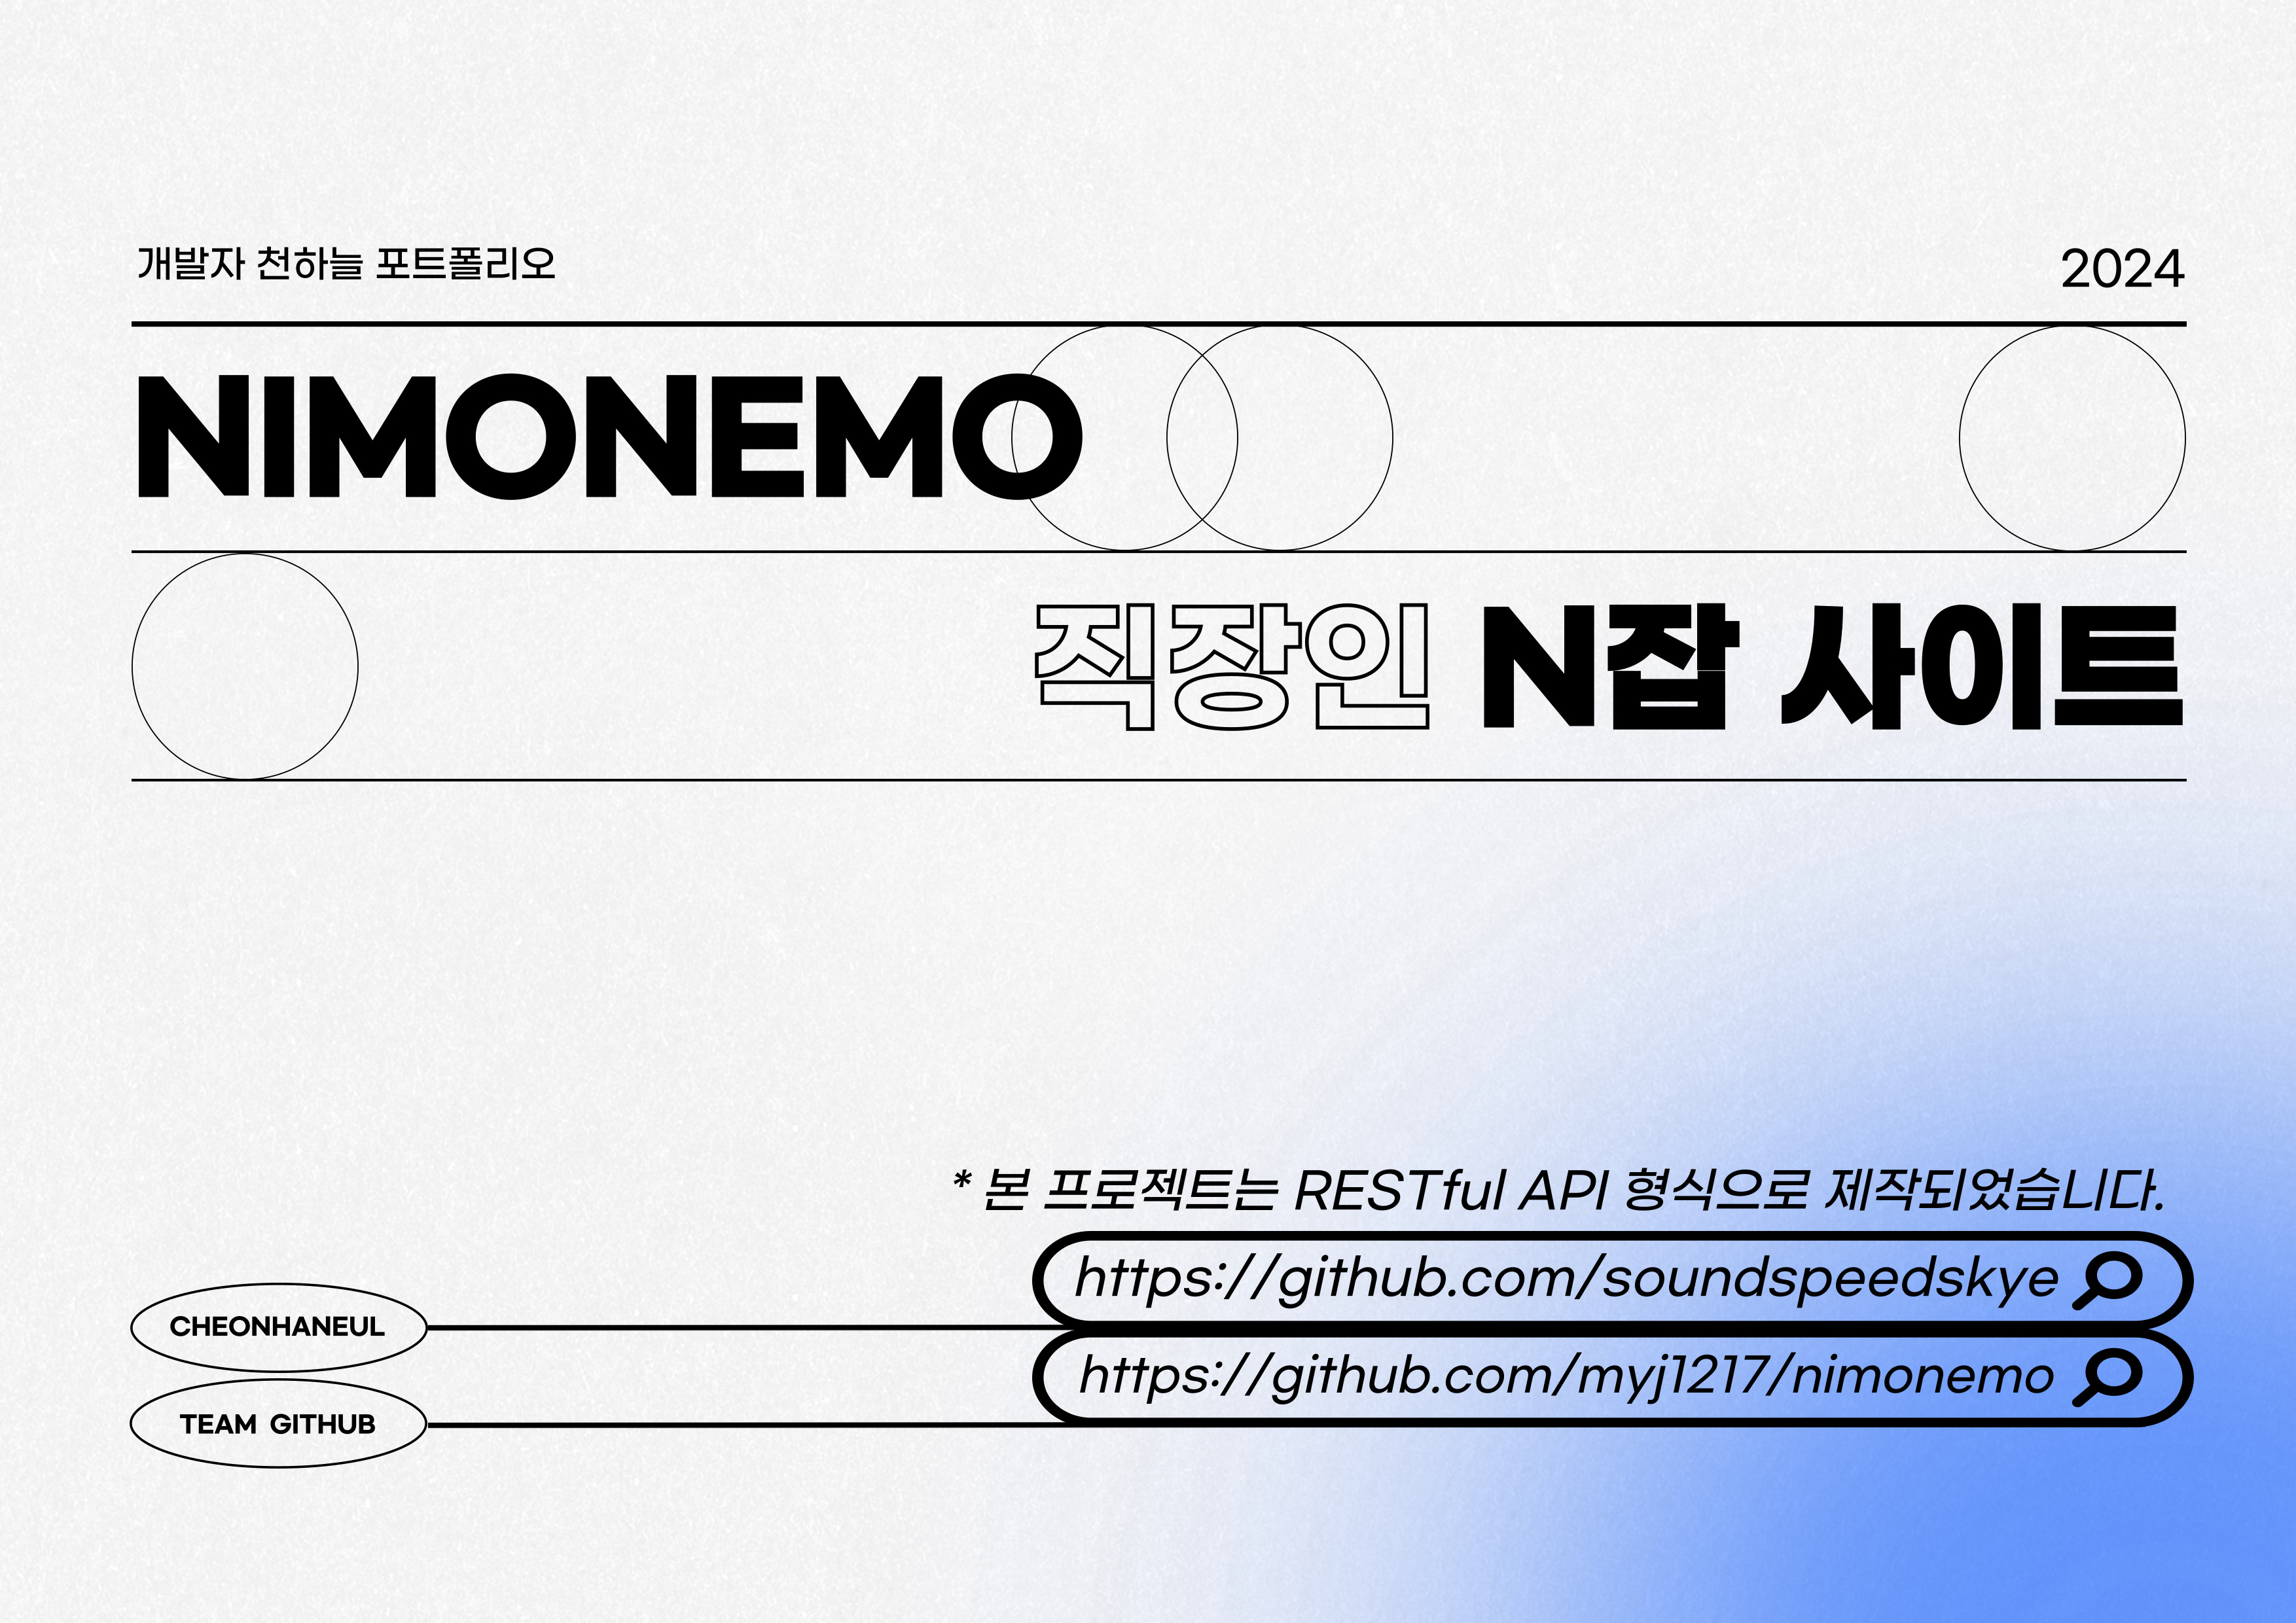 개발자 천하늘 포트폴리오
2024
NIMONEMO
직장인 N잡 사이트
* 본 프로젝트는 RESTful API 형식으로 제작되었습니다.
CHEONHANEUL
https://github.com/soundspeedskye
TEAM GITHUB
https://github.com/myj1217/nimonemo